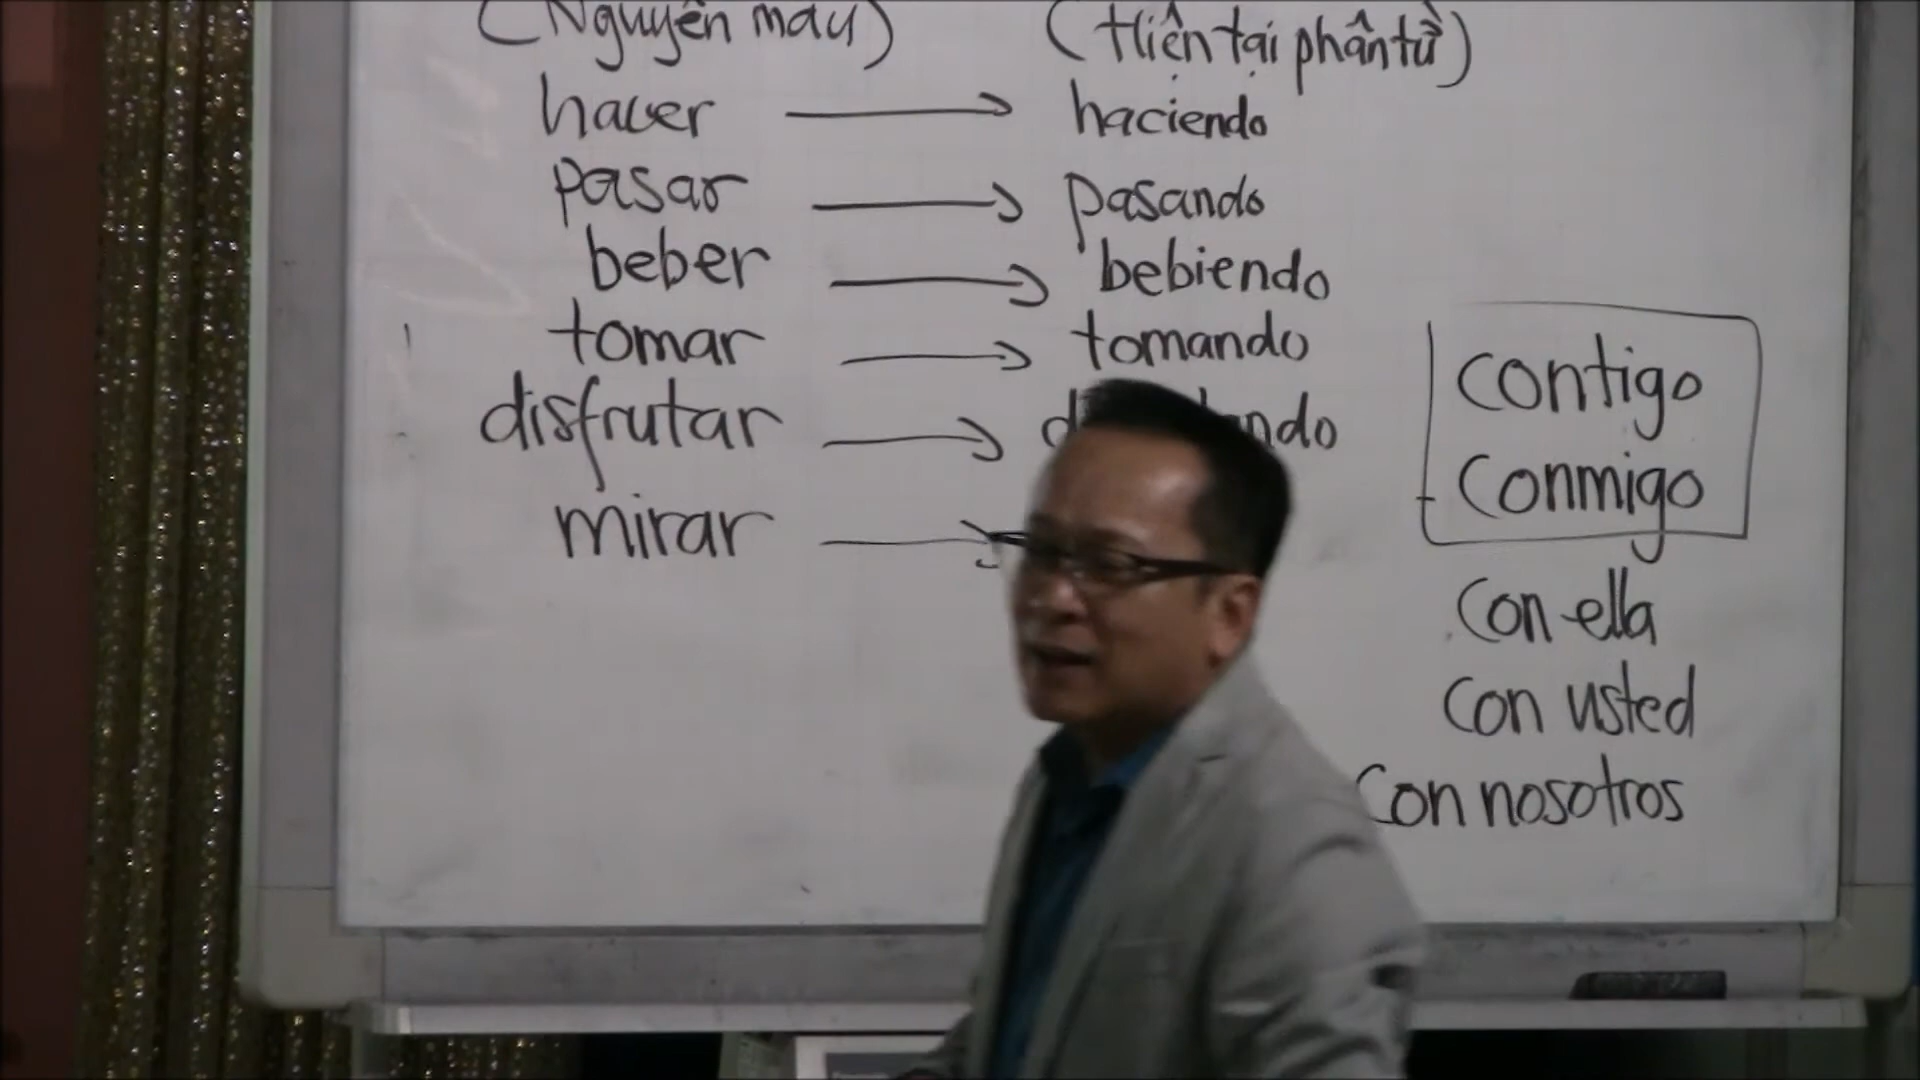 (Nguyên mẫu) (Hiện tại phân từ)
hacer → haciendo
pasar → pasando
beber → bebiendo
tomar → tomando
disfrutar →
mirar →
contigo
conmigo
con ella
con usted
con nosotros